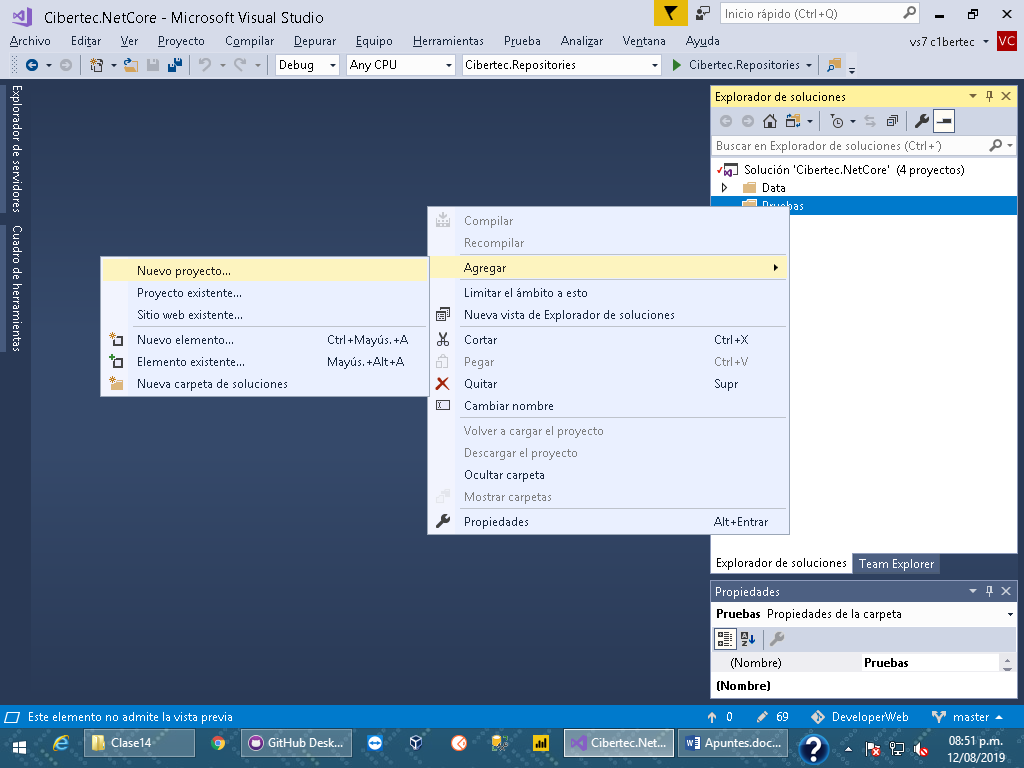 Cibertec.NetCore - Microsoft Visual Studio
Inicio rápido (Ctrl+Q)
Archivo Editar Ver Proyecto Compilar Depurar Equipo Herramientas Prueba Analizar Ventana Ayuda
vs7 c1bertec VC
Debug Any CPU Cibertec.Repositories Cibertec.Repositories
Explorador de servidores
Cuadro de herramientas
Explorador de soluciones
Buscar en Explorador de soluciones (Ctrl+´)
Solución 'Cibertec.NetCore' (4 proyectos)
Data
Pruebas
Compilar
Recompilar
Agregar
Limitar el ámbito a esto
Nueva vista de Explorador de soluciones
Cortar Ctrl+X
Pegar Ctrl+V
Quitar Supr
Cambiar nombre
Volver a cargar el proyecto
Descargar el proyecto
Ocultar carpeta
Mostrar carpetas
Propiedades Alt+Entrar
Nuevo proyecto...
Proyecto existente...
Sitio web existente...
Nuevo elemento... Ctrl+Mayús.+A
Elemento existente... Mayús.+Alt+A
Nueva carpeta de soluciones
Explorador de soluciones Team Explorer
Propiedades
Pruebas Propiedades de la carpeta
(Nombre) Pruebas
(Nombre)
Este elemento no admite la vista previa
0 69 DeveloperWeb master
Clase14 GitHub Desk... Cibertec.Net... Apuntes.doc...
08:51 p.m.
12/08/2019